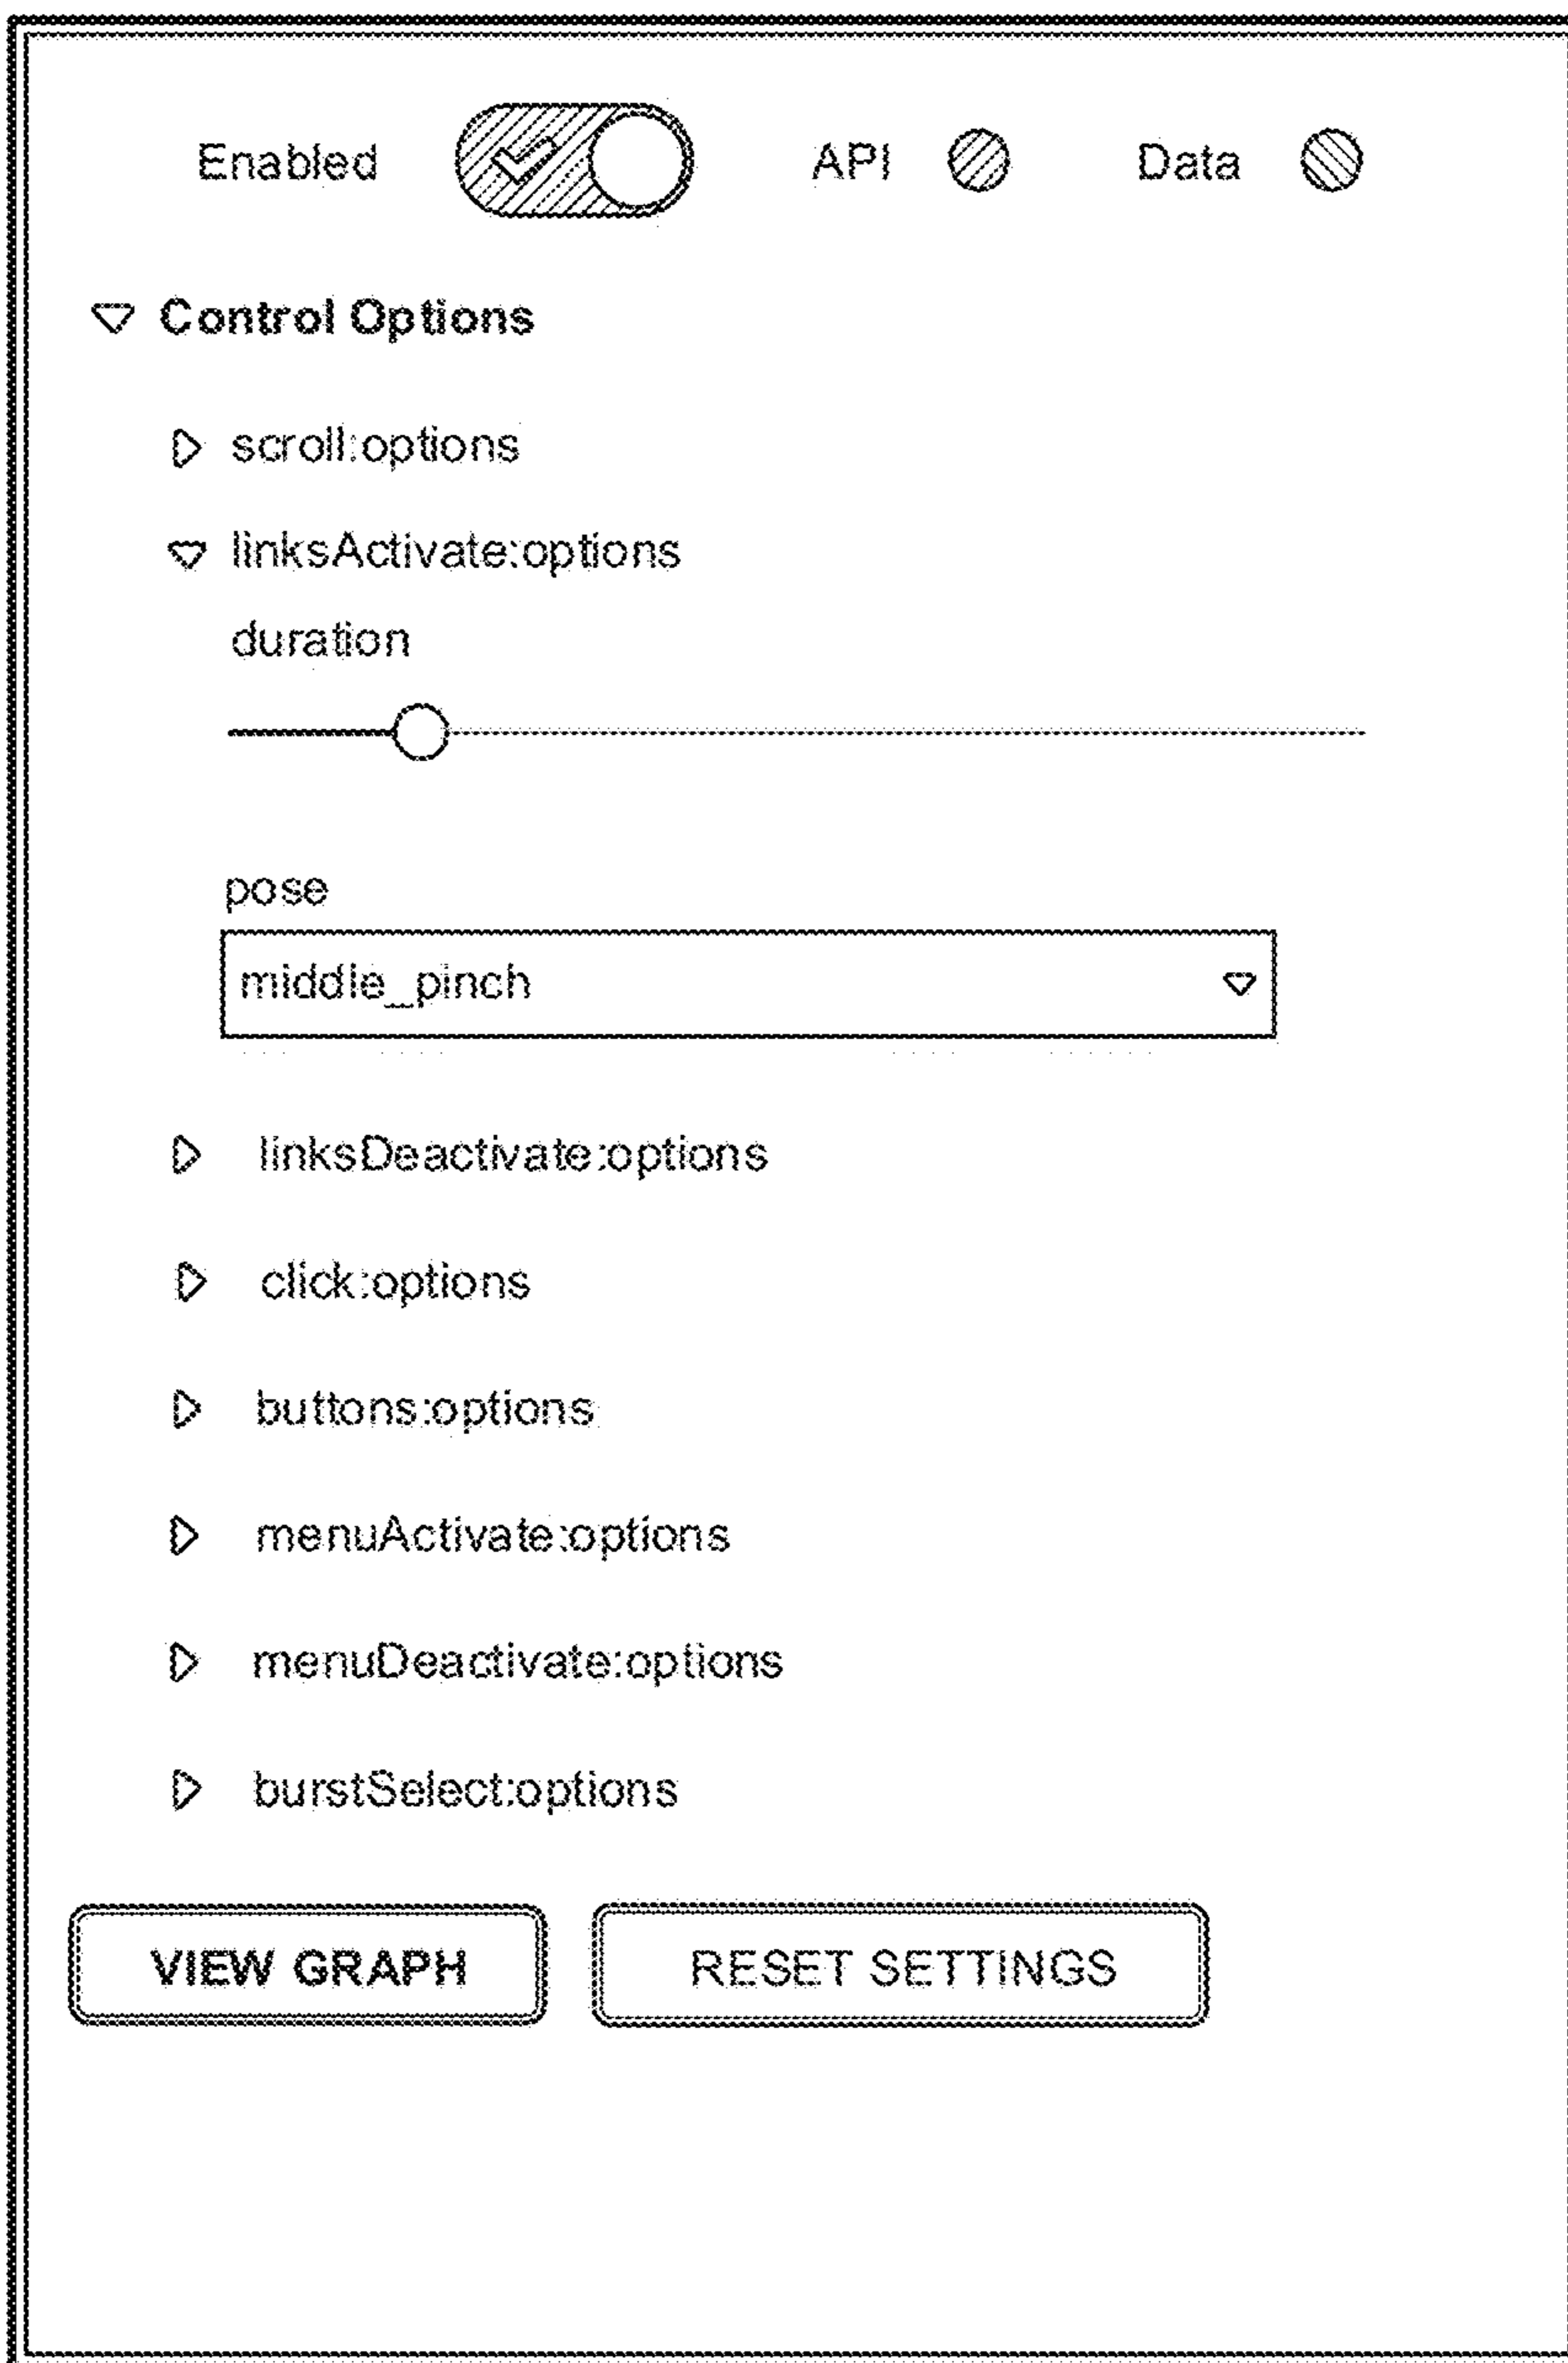 Enabled API Data
Control Options
scroll:options
linksActivate:options
duration
pose
middle_pinch
linksDeactivate:options
click:options
buttons:options
menuActivate:options
menuDeactivate:options
burstSelect:options
VIEW GRAPH RESET SETTINGS